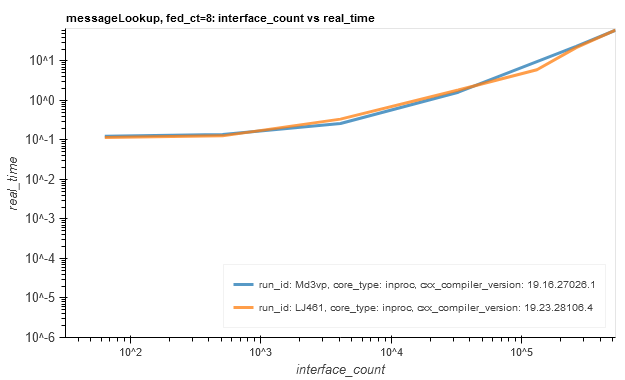 messageLookup, fed_ct=8: interface_count vs real_time
10^1
10^0
10^-1
10^-2
10^-3
10^-4
10^-5
10^-6
real_time
run_id: Md3vp, core_type: inproc, cxx_compiler_version: 19.16.27026.1
run_id: LJ461, core_type: inproc, cxx_compiler_version: 19.23.28106.4
10^2
10^3
10^4
10^5
interface_count